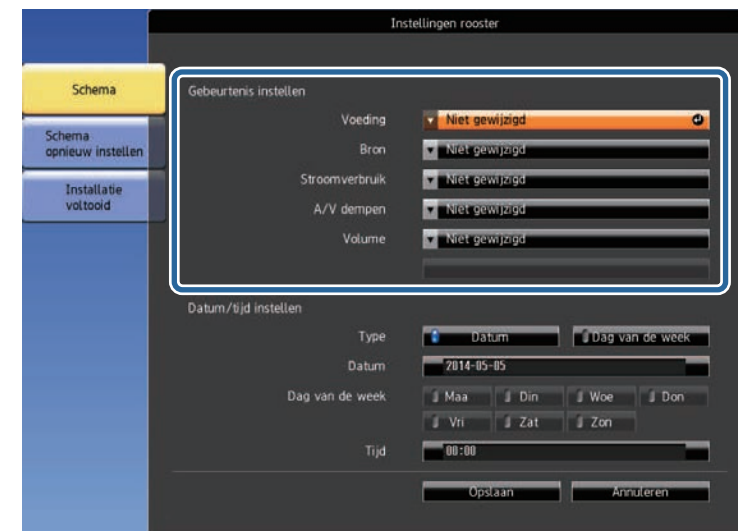 Instellingen rooster
Schema
Schema
opnieuw instellen
Installatie
voltooid
Gebeurtenis instellen
Voeding Niet gewijzigd
Bron Niet gewijzigd
Stroomverbruik Niet gewijzigd
A/V dempen Niet gewijzigd
Volume Niet gewijzigd
Datum/tijd instellen
Type Datum Dag van de week
Datum 2014-05-05
Dag van de week Maa Din Woe Don
Vri Zat Zon
Tijd 00:00
Opslaan Annuleren